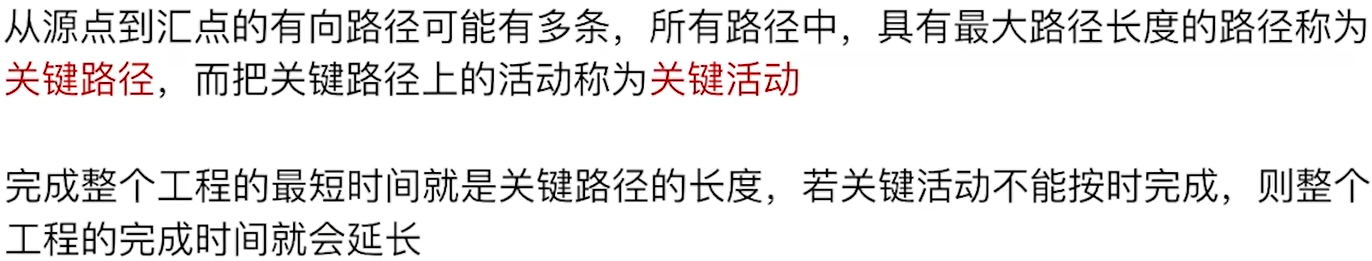 从源点到汇点的有向路径可能有多条，所有路径中，具有最大路径长度的路径称为
关键路径，而把关键路径上的活动称为关键活动
完成整个工程的最短时间就是关键路径的长度，若关键活动不能按时完成，则整个
工程的完成时间就会延长